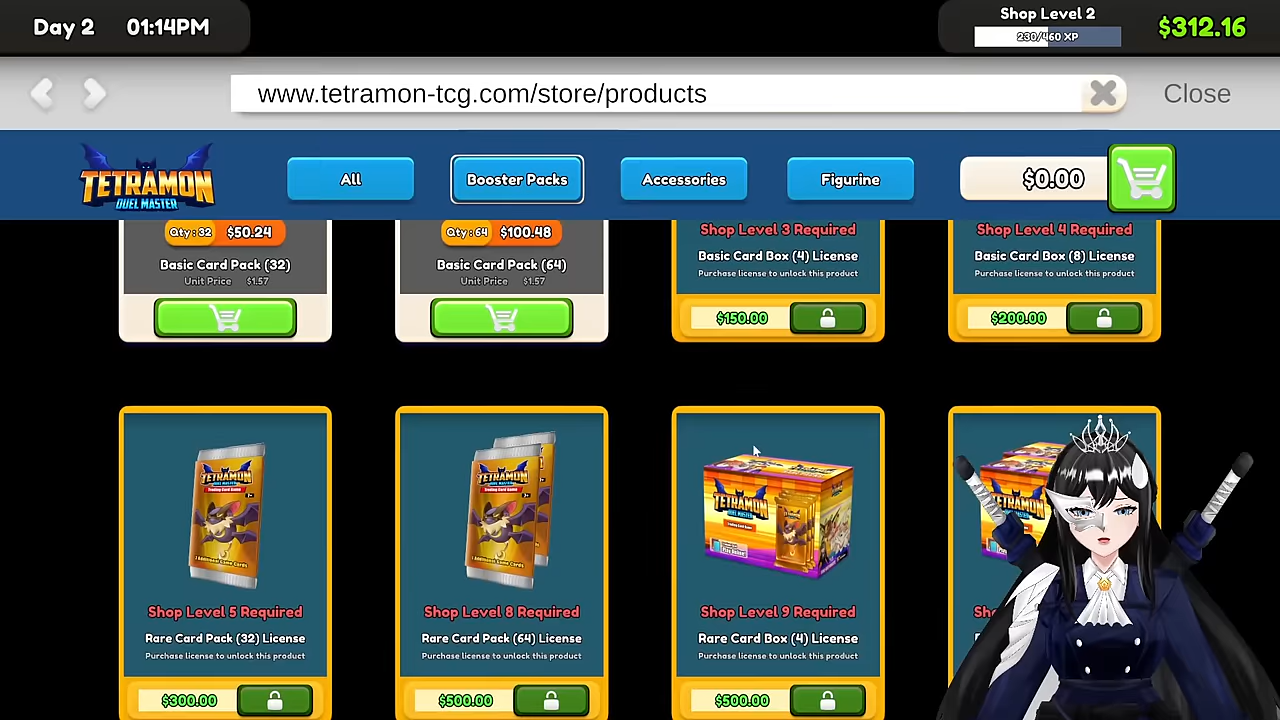 Day 2 01:14PM
Shop Level 2
230/460 XP
$312.16
www.tetramon-tcg.com/store/products
Close
TETRAMON
DUEL MASTER
All
Booster Packs
Accessories
Figurine
$0.00
Qty : 32 $50.24
Basic Card Pack (32)
Unit Price $1.57
Qty : 64 $100.48
Basic Card Pack (64)
Unit Price $1.57
Shop Level 3 Required
Basic Card Box (4) License
Purchase license to unlock this product
$150.00
Shop Level 4 Required
Basic Card Box (8) License
Purchase license to unlock this product
$200.00
TETRAMON
Shop Level 5 Required
Rare Card Pack (32) License
Purchase license to unlock this product
$300.00
TETRAMON
Shop Level 8 Required
Rare Card Pack (64) License
Purchase license to unlock this product
$500.00
TETRAMON
Shop Level 9 Required
Rare Card Box (4) License
Purchase license to unlock this product
$500.00